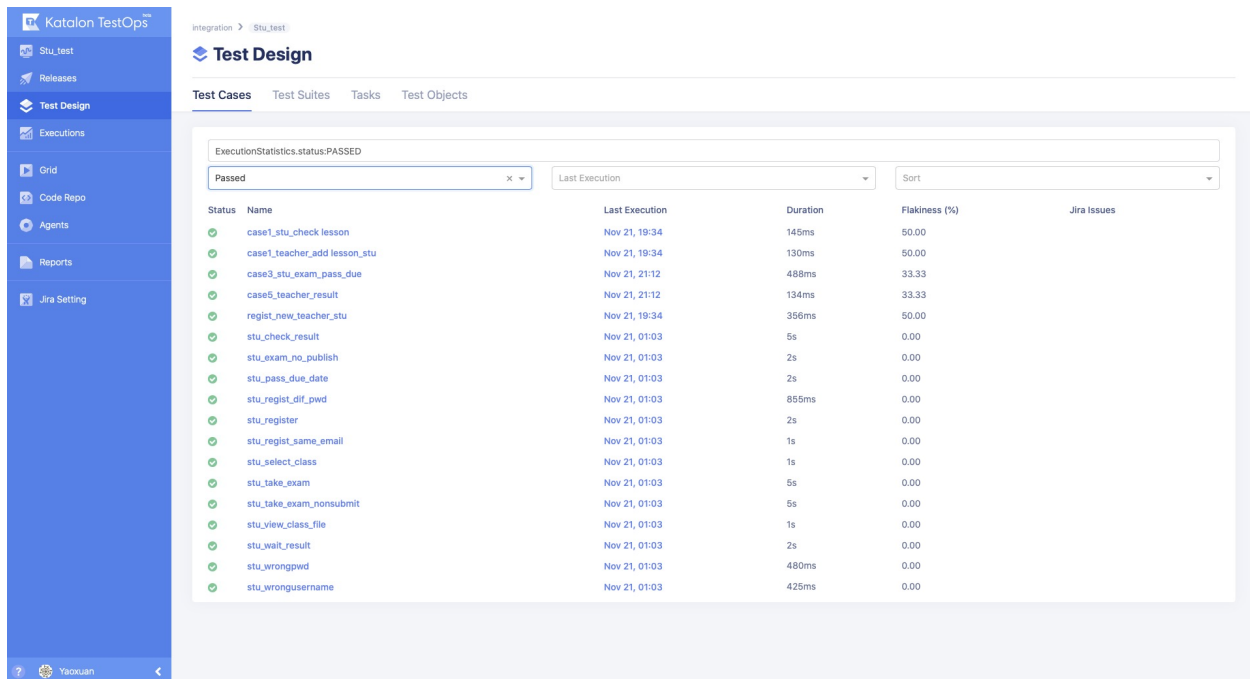 Katalon TestOps beta
Stu_test
Releases
Test Design
Executions
Grid
Code Repo
Agents
Reports
Jira Setting
? Yaoxuan
integration > Stu_test
Test Design
Test Cases Test Suites Tasks Test Objects
ExecutionStatistics.status:PASSED
Passed × Last Execution Sort
Status Name Last Execution Duration Flakiness (%) Jira Issues
case1_stu_check lesson Nov 21, 19:34 145ms 50.00
case1_teacher_add lesson_stu Nov 21, 19:34 130ms 50.00
case3_stu_exam_pass_due Nov 21, 21:12 488ms 33.33
case5_teacher_result Nov 21, 21:12 134ms 33.33
regist_new_teacher_stu Nov 21, 19:34 356ms 50.00
stu_check_result Nov 21, 01:03 5s 0.00
stu_exam_no_publish Nov 21, 01:03 2s 0.00
stu_pass_due_date Nov 21, 01:03 2s 0.00
stu_regist_dif_pwd Nov 21, 01:03 855ms 0.00
stu_register Nov 21, 01:03 2s 0.00
stu_regist_same_email Nov 21, 01:03 1s 0.00
stu_select_class Nov 21, 01:03 1s 0.00
stu_take_exam Nov 21, 01:03 5s 0.00
stu_take_exam_nonsubmit Nov 21, 01:03 5s 0.00
stu_view_class_file Nov 21, 01:03 1s 0.00
stu_wait_result Nov 21, 01:03 2s 0.00
stu_wrongpwd Nov 21, 01:03 480ms 0.00
stu_wrongusername Nov 21, 01:03 425ms 0.00